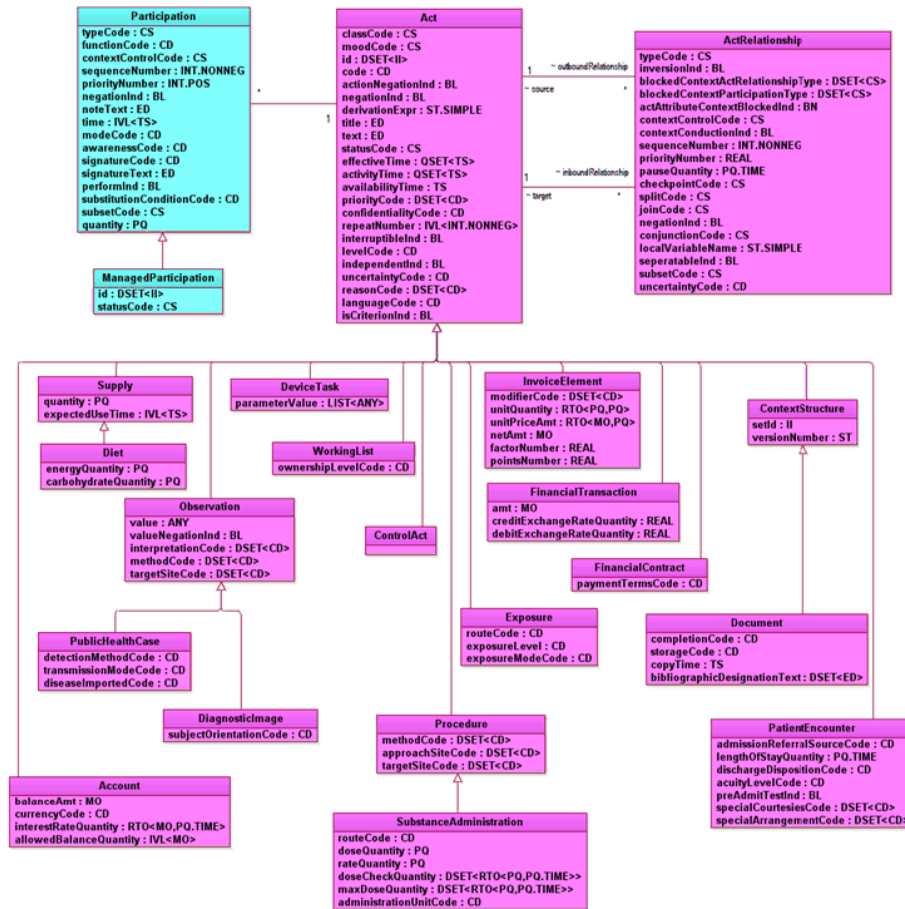 Participation
typeCode : CS
functionCode : CD
contextControlCode : CS
sequenceNumber : INT.NONNEG
priorityNumber : INT.POS
negationInd : BL
noteText : ED
time : IVL<TS>
modeCode : CD
awarenessCode : CD
signatureCode : CD
signatureText : ED
performInd : BL
substitutionConditionCode : CD
subsetCode : CS
quantity : PQ
ManagedParticipation
id : DSET<II>
statusCode : CS
*
1
Act
classCode : CS
moodCode : CS
id : DSET<II>
code : CD
actionNegationInd : BL
negationInd : BL
derivationExpr : ST.SIMPLE
title : ED
text : ED
statusCode : CS
effectiveTime : QSET<TS>
activityTime : QSET<TS>
availabilityTime : TS
priorityCode : DSET<CD>
confidentialityCode : CD
repeatNumber : IVL<INT.NONNEG>
interruptibleInd : BL
levelCode : CD
independentInd : BL
uncertaintyCode : CD
reasonCode : DSET<CD>
languageCode : CD
isCriterionInd : BL
1 ~ outboundRelationship
~ source *
1 ~ inboundRelationship
~ target *
ActRelationship
typeCode : CS
inversionInd : BL
blockedContextActRelationshipType : DSET<CS>
blockedContextParticipationType : DSET<CS>
actAttributeContextBlockedInd : BN
contextControlCode : CS
contextConductionInd : BL
sequenceNumber : INT.NONNEG
priorityNumber : REAL
pauseQuantity : PQ.TIME
checkpointCode : CS
splitCode : CS
joinCode : CS
negationInd : BL
conjunctionCode : CS
localVariableName : ST.SIMPLE
seperatableInd : BL
subsetCode : CS
uncertaintyCode : CD
Supply
quantity : PQ
expectedUseTime : IVL<TS>
Diet
energyQuantity : PQ
carbohydrateQuantity : PQ
DeviceTask
parameterValue : LIST<ANY>
WorkingList
ownershipLevelCode : CD
InvoiceElement
modifierCode : DSET<CD>
unitQuantity : RTO<PQ,PQ>
unitPriceAmt : RTO<MO,PQ>
netAmt : MO
factorNumber : REAL
pointsNumber : REAL
ContextStructure
setId : II
versionNumber : ST
Observation
value : ANY
valueNegationInd : BL
interpretationCode : DSET<CD>
methodCode : DSET<CD>
targetSiteCode : DSET<CD>
ControlAct
FinancialTransaction
amt : MO
creditExchangeRateQuantity : REAL
debitExchangeRateQuantity : REAL
FinancialContract
paymentTermsCode : CD
PublicHealthCase
detectionMethodCode : CD
transmissionModeCode : CD
diseaseImportedCode : CD
Exposure
routeCode : CD
exposureLevel : CD
exposureModeCode : CD
Document
completionCode : CD
storageCode : CD
copyTime : TS
bibliographicDesignationText : DSET<ED>
DiagnosticImage
subjectOrientationCode : CD
Procedure
methodCode : DSET<CD>
approachSiteCode : DSET<CD>
targetSiteCode : DSET<CD>
PatientEncounter
admissionReferralSourceCode : CD
lengthOfStayQuantity : PQ.TIME
dischargeDispositionCode : CD
acuityLevelCode : CD
preAdmitTestInd : BL
specialCourtesiesCode : DSET<CD>
specialArrangementCode : DSET<CD>
Account
balanceAmt : MO
currencyCode : CD
interestRateQuantity : RTO<MO,PQ.TIME>
allowedBalanceQuantity : IVL<MO>
SubstanceAdministration
routeCode : CD
doseQuantity : PQ
rateQuantity : PQ
doseCheckQuantity : DSET<RTO<PQ,PQ.TIME>>
maxDoseQuantity : DSET<RTO<PQ,PQ.TIME>>
administrationUnitCode : CD